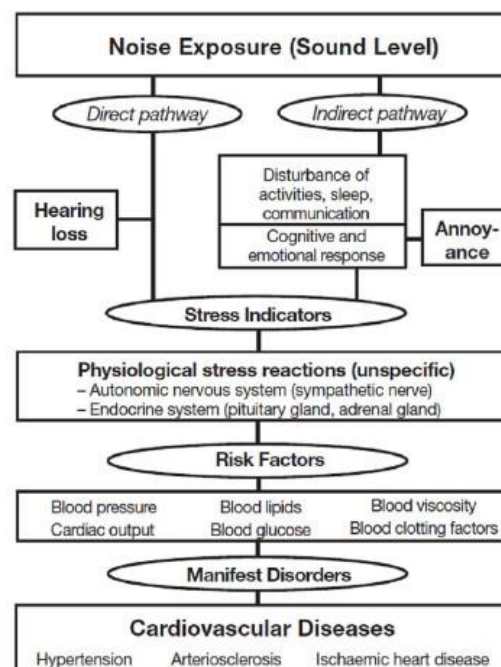 Noise Exposure (Sound Level)
Direct pathway
Indirect pathway
Hearing
loss
Disturbance of
activities, sleep,
communication
Cognitive and
emotional response
Annoy-
ance
Stress Indicators
Physiological stress reactions (unspecific)
– Autonomic nervous system (sympathetic nerve)
– Endocrine system (pituitary gland, adrenal gland)
Risk Factors
Blood pressure Blood lipids Blood viscosity
Cardiac output Blood glucose Blood clotting factors
Manifest Disorders
Cardiovascular Diseases
Hypertension Arteriosclerosis Ischaemic heart disease